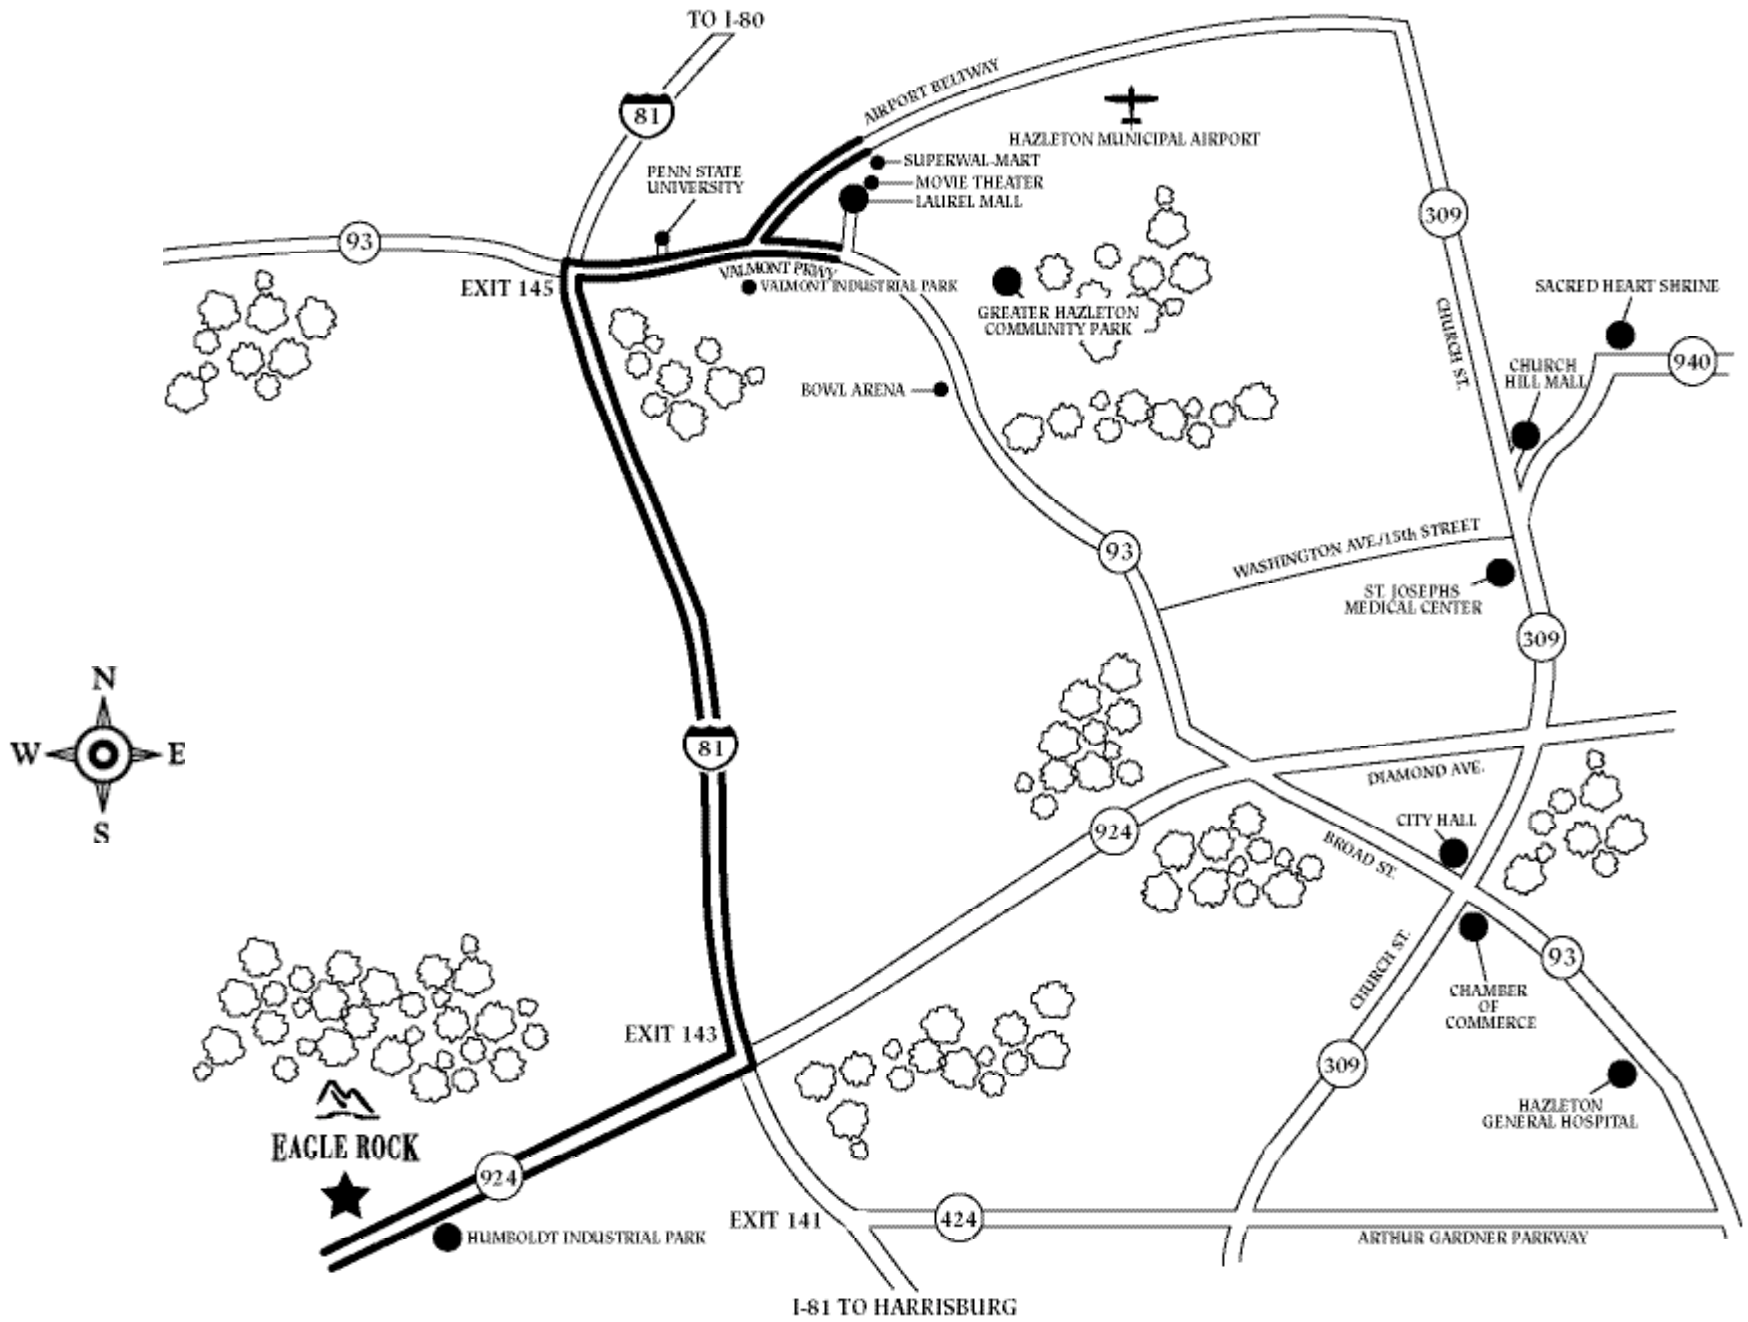 TO I-80
81
AIRPORT BELTWAY
HAZLETON MUNICIPAL AIRPORT
SUPERWAL-MART
MOVIE THEATER
LAUREL MALL
PENN STATE
UNIVERSITY
309
93
EXIT 145
VALMONT PKWY
VALMONT INDUSTRIAL PARK
GREATER HAZLETON
COMMUNITY PARK
SACRED HEART SHRINE
CHURCH ST.
CHURCH
HILL MALL
940
BOWL ARENA
93
WASHINGTON AVE./15th STREET
ST. JOSEPHS
MEDICAL CENTER
309
N
W
E
S
81
DIAMOND AVE.
924
CITY HALL
BROAD ST.
CHURCH ST.
93
CHAMBER
OF
COMMERCE
EXIT 143
309
HAZLETON
GENERAL HOSPITAL
EAGLE ROCK
924
HUMBOLDT INDUSTRIAL PARK
EXIT 141
424
ARTHUR GARDNER PARKWAY
I-81 TO HARRISBURG